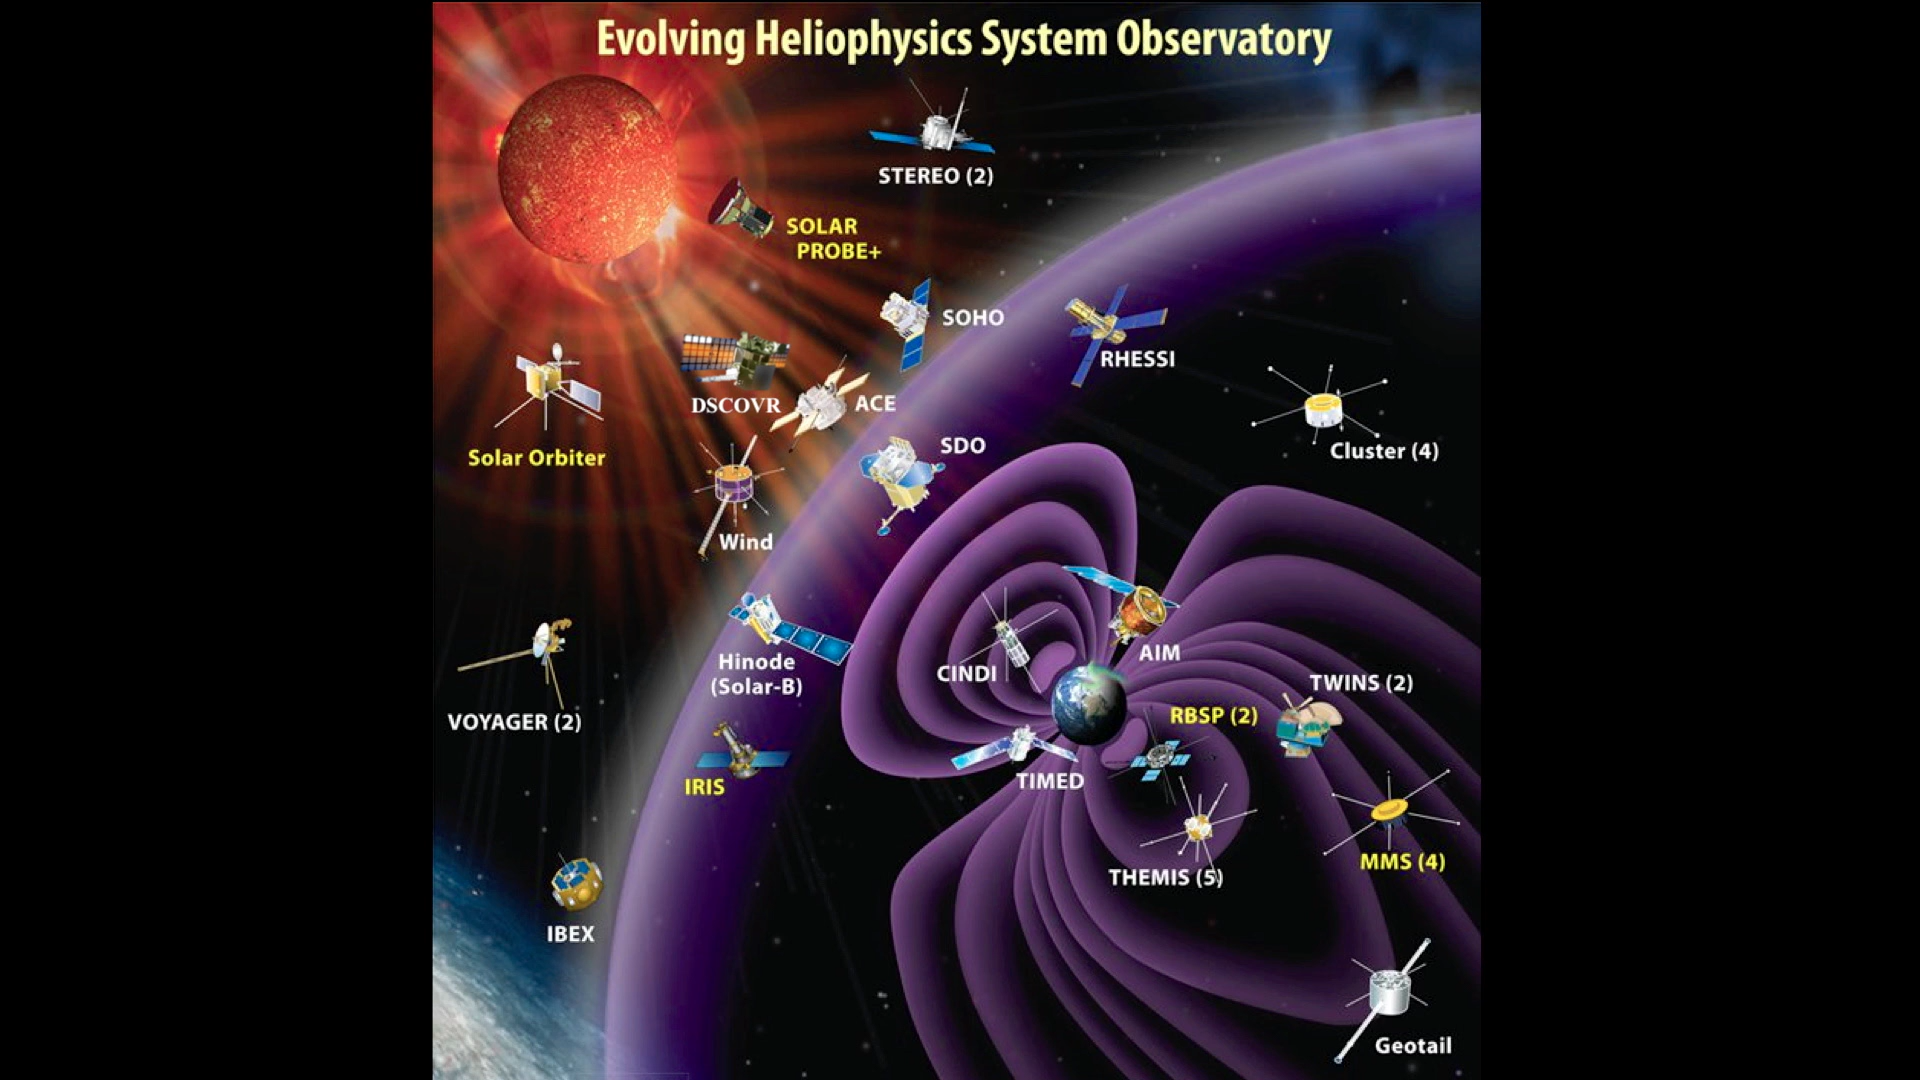 Evolving Heliophysics System Observatory
STEREO (2)
SOLAR
PROBE+
SOHO
RHESSI
DSCOVR
ACE
Cluster (4)
Solar Orbiter
SDO
Wind
Hinode
(Solar-B)
CINDI
AIM
TWINS (2)
VOYAGER (2)
RBSP (2)
IRIS
TIMED
MMS (4)
THEMIS (5)
IBEX
Geotail